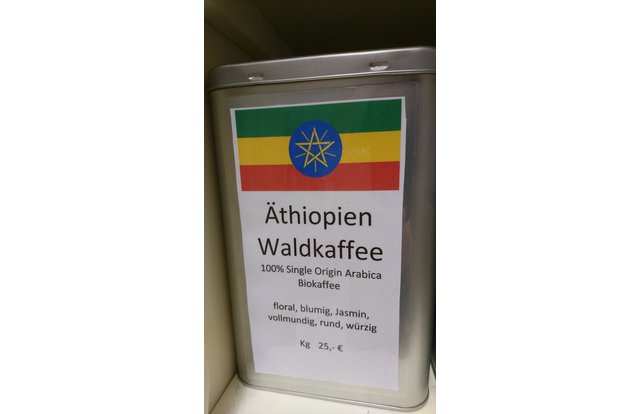 Äthiopien
Waldkaffee
100% Single Origin Arabica
Biokaffee
floral, blumig, Jasmin,
vollmundig, rund, würzig
Kg 25,- €